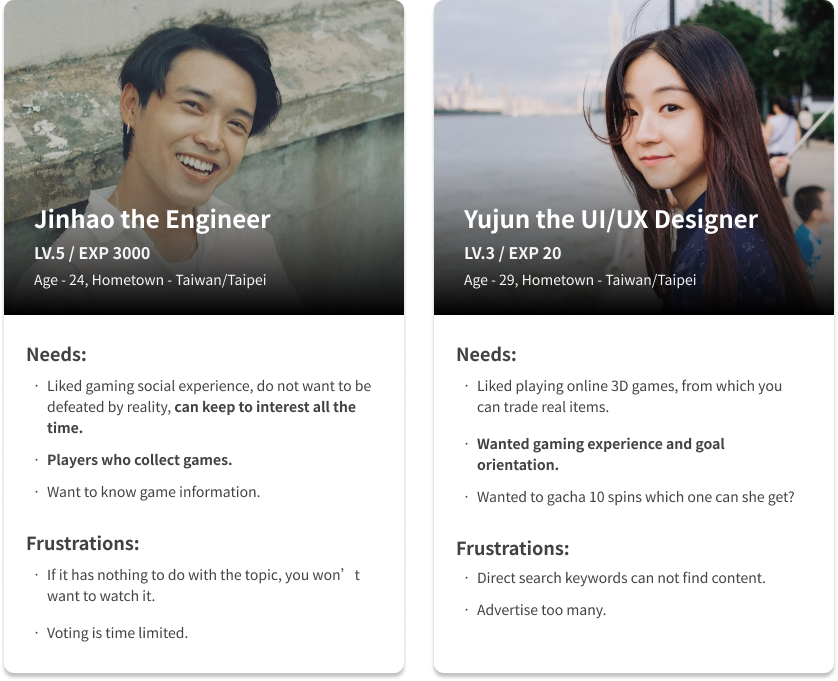 Jinhao the Engineer
LV.5 / EXP 3000
Age - 24, Hometown - Taiwan/Taipei
Needs:
· Liked gaming social experience, do not want to be
defeated by reality, can keep to interest all the
time.
· Players who collect games.
· Want to know game information.
Frustrations:
· If it has nothing to do with the topic, you won’t
want to watch it.
· Voting is time limited.
Yujun the UI/UX Designer
LV.3 / EXP 20
Age - 29, Hometown - Taiwan/Taipei
Needs:
· Liked playing online 3D games, from which you
can trade real items.
· Wanted gaming experience and goal
orientation.
· Wanted to gacha 10 spins which one can she get?
Frustrations:
· Direct search keywords can not find content.
· Advertise too many.